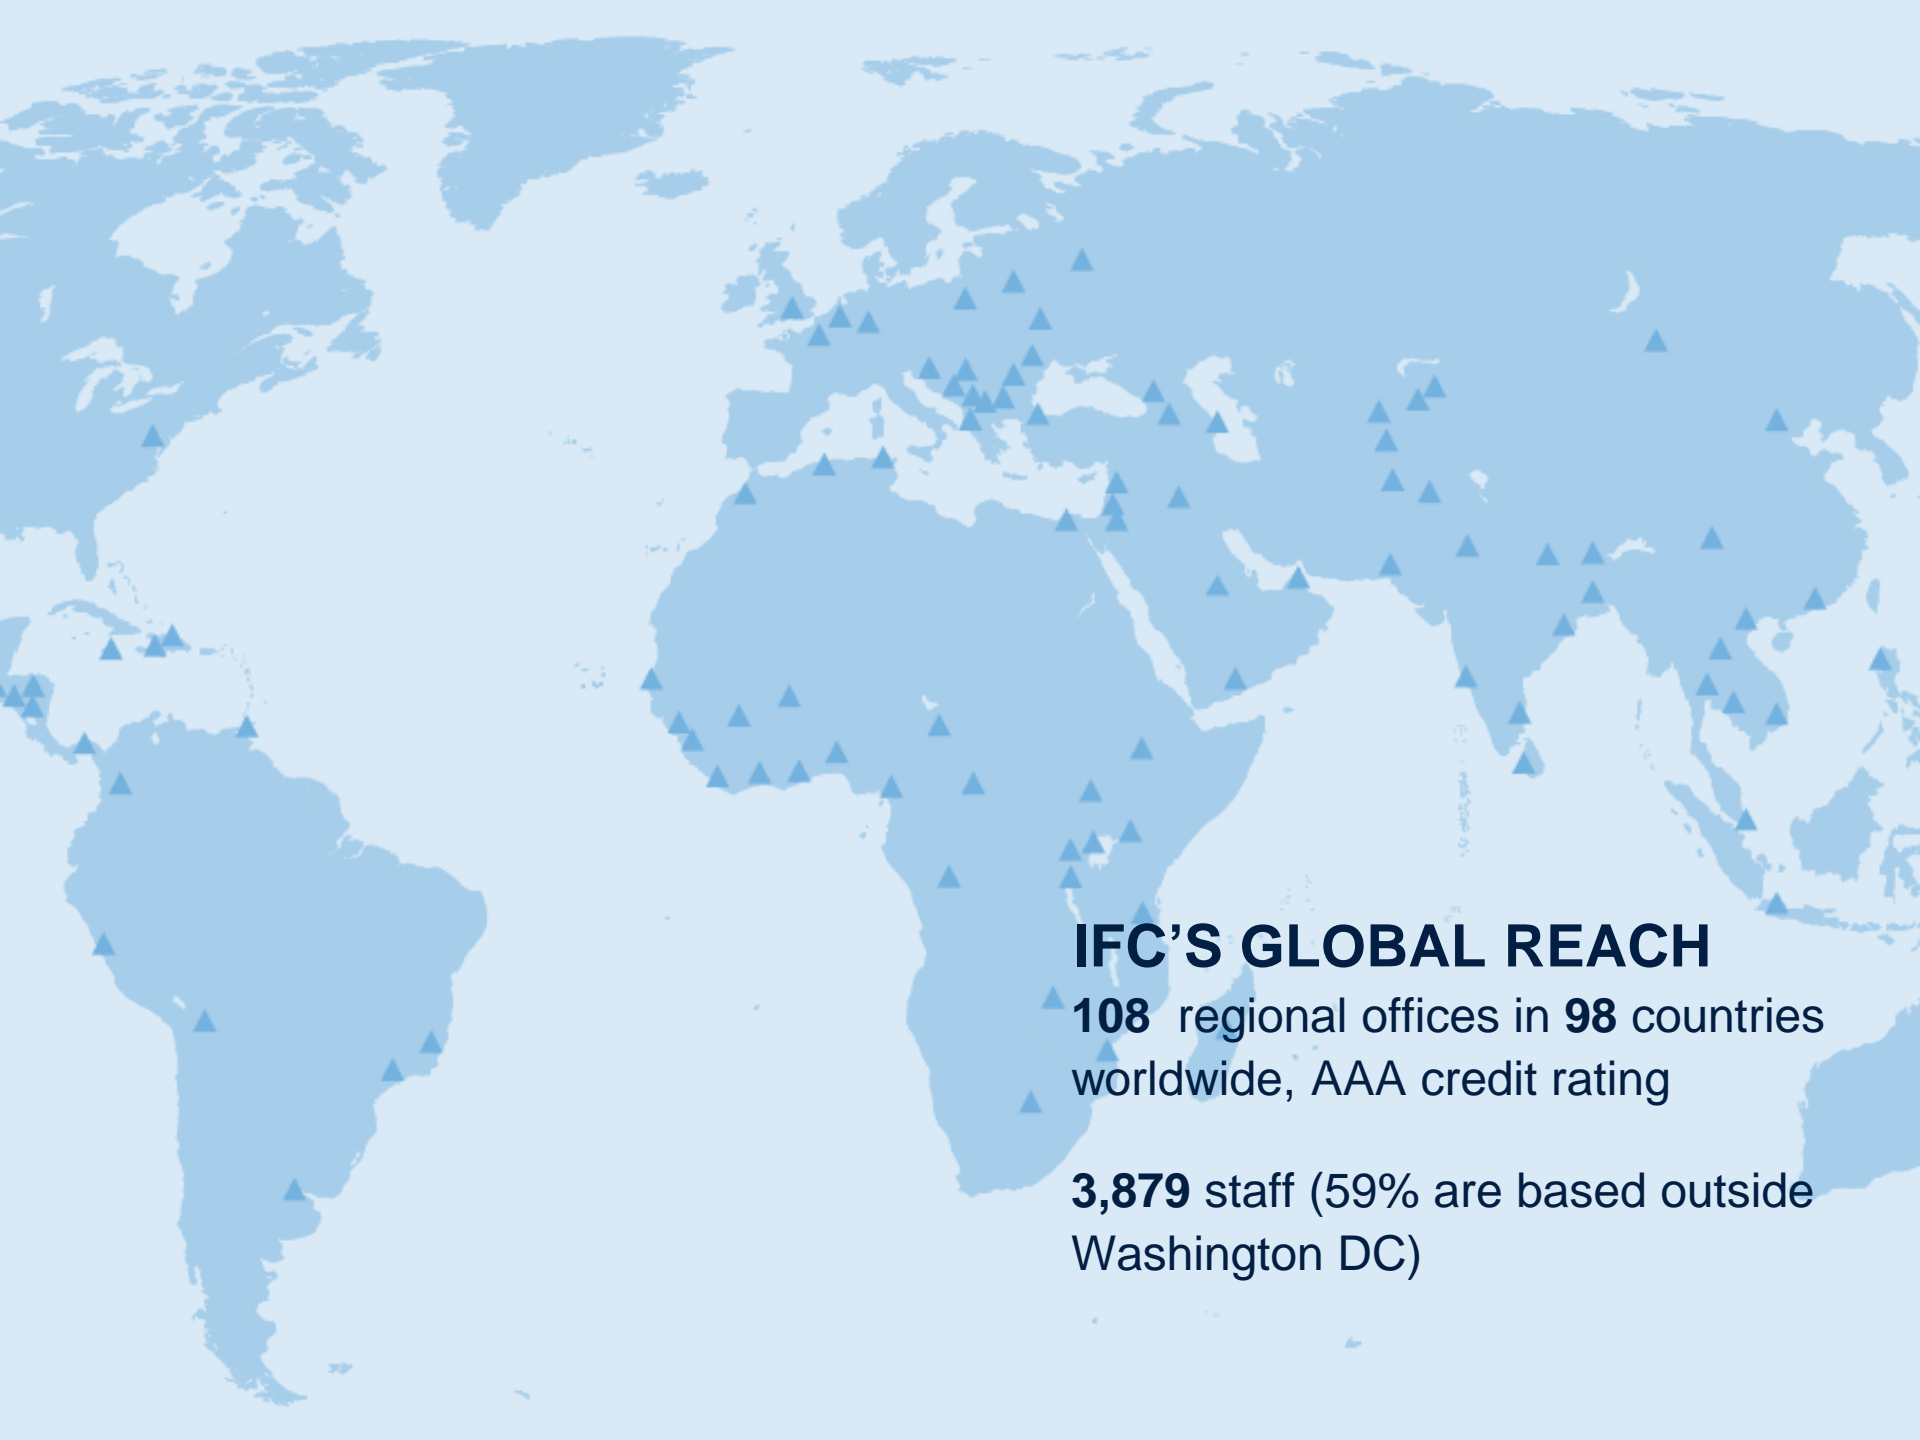 IFC’S GLOBAL REACH
108 regional offices in 98 countries
worldwide, AAA credit rating
3,879 staff (59% are based outside
Washington DC)